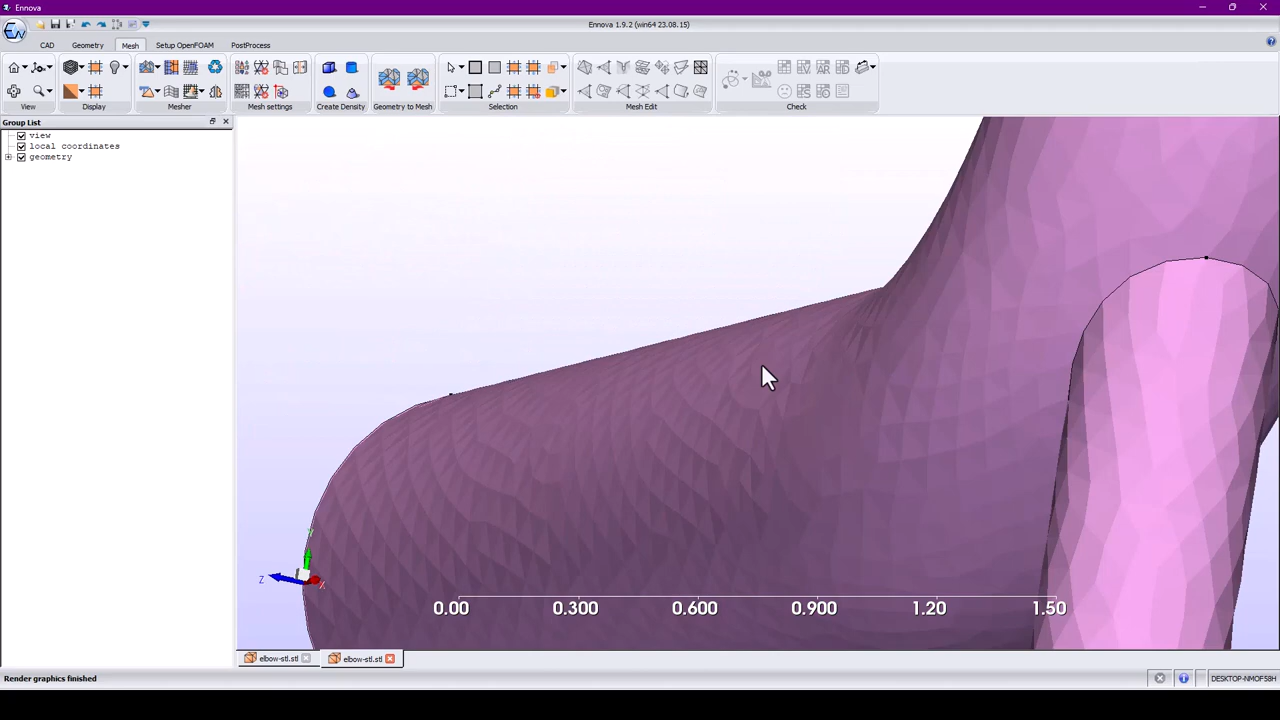 Ennova
Ennova 1.9.2 (win64 23.08.15)
CAD
Geometry
Mesh
Setup OpenFOAM
PostProcess
View
Display
Mesher
Mesh settings
Create Density
Geometry to Mesh
Selection
Mesh Edit
Check
Group List
view
local coordinates
geometry
Y
Z
X
0.00 0.300 0.600 0.900 1.20 1.50
elbow-stl.stl
elbow-stl.stl
Render graphics finished
DESKTOP-NMOF58H